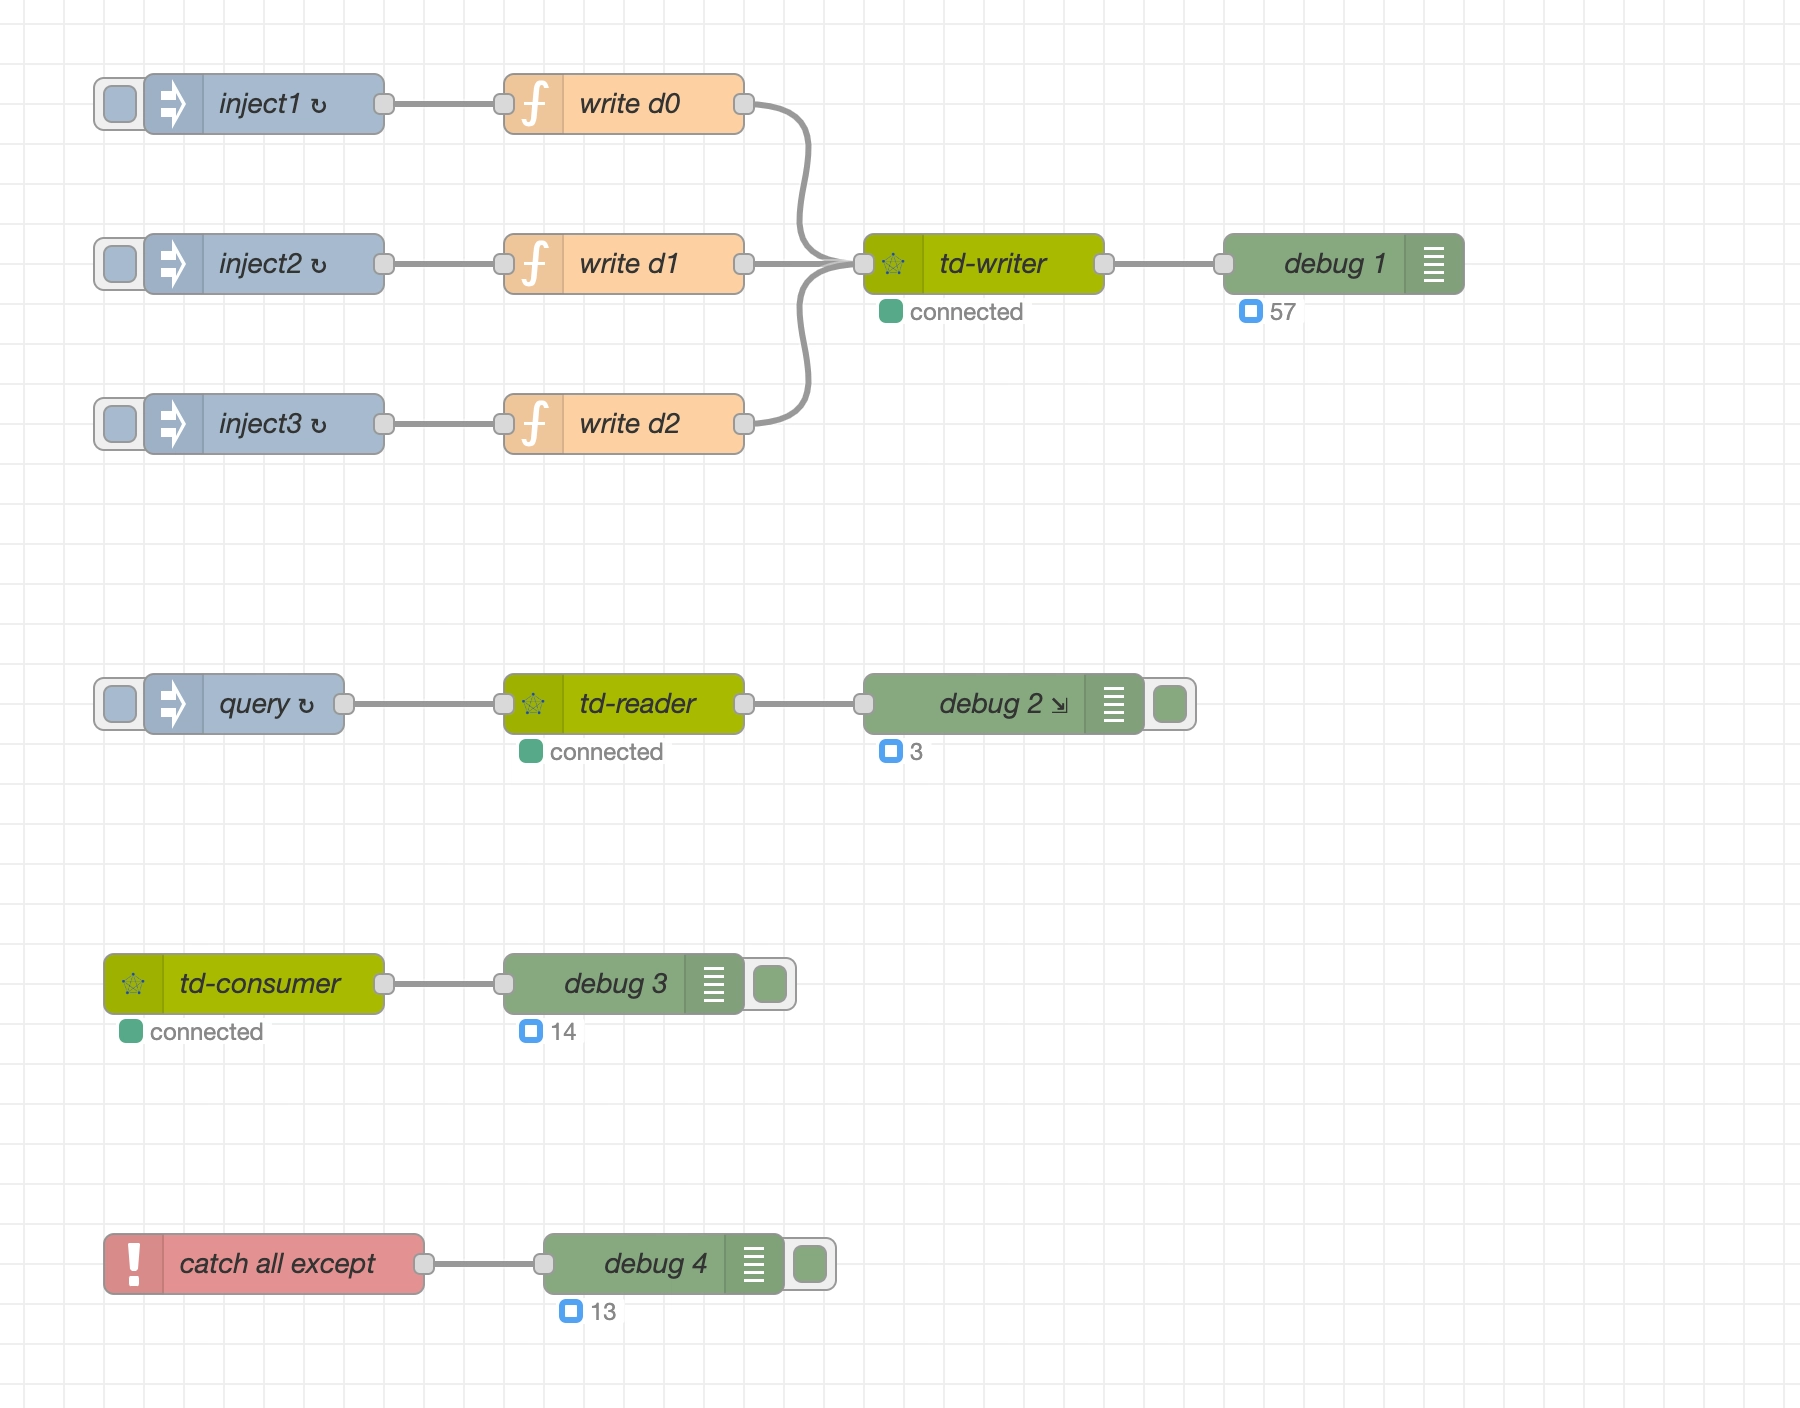 inject1 ↻
write d0
inject2 ↻
write d1
td-writer
debug 1
connected
57
inject3 ↻
write d2
query ↻
td-reader
debug 2 ⇲
connected
3
td-consumer
debug 3
connected
14
catch all except
debug 4
13